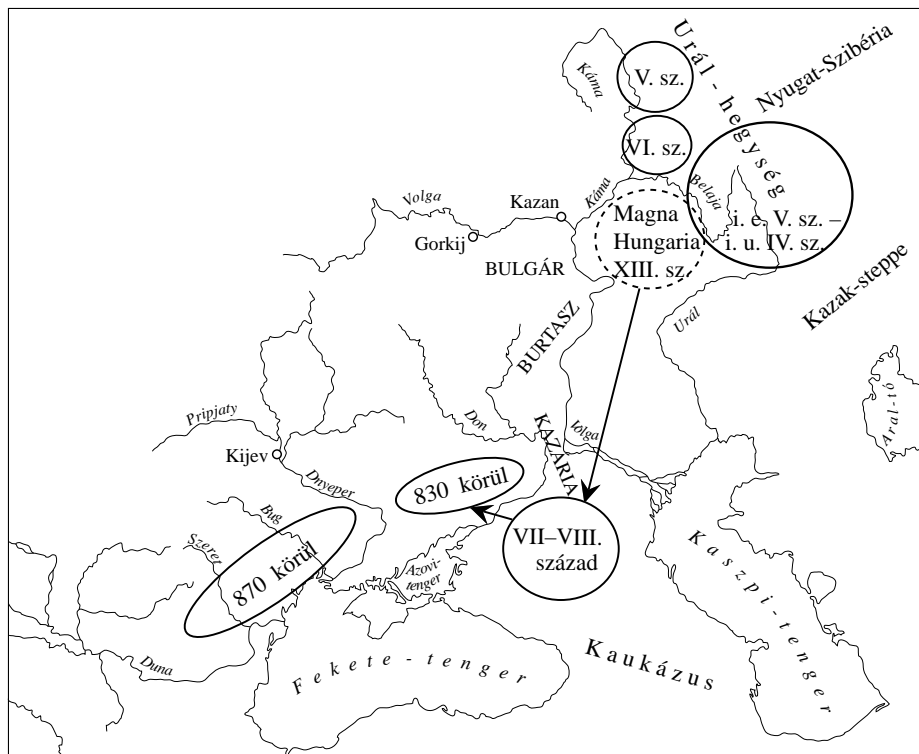 Urál-hegység
Nyugat-Szibéria
Káma
V. sz.
VI. sz.
Káma
Belaja
Volga
Kazan
Gorkij
Magna
Hungaria
XIII. sz.
i. e. V. sz. –
i. u. IV. sz.
BULGÁR
BURTASZ
Urál
Kazak-steppe
Aral-tó
Pripjaty
Kijev
Don
KAZÁRIA
Volga
Dnyeper
830 körül
Bug
Szeret
870 körül
VII–VIII.
század
Azovi-
tenger
Kaszpi-tenger
Duna
Fekete-tenger
Kaukázus